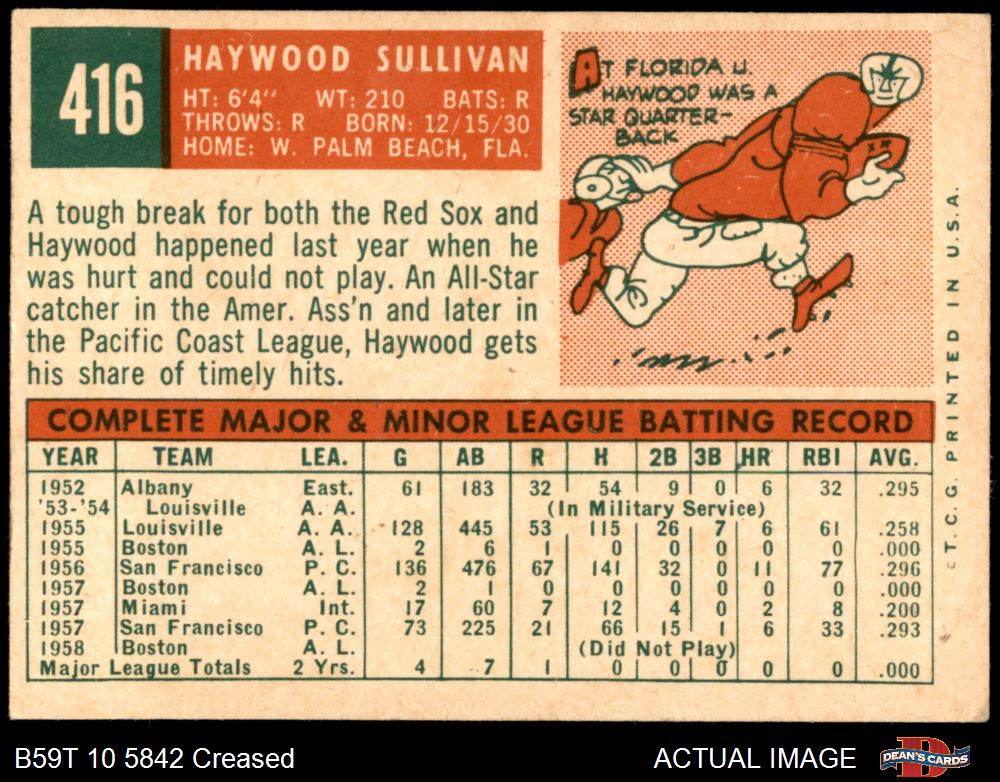 416
HAYWOOD SULLIVAN
HT: 6'4" WT: 210 BATS: R
THROWS: R BORN: 12/15/30
HOME: W. PALM BEACH, FLA.
AT FLORIDA U
HAYWOOD WAS A
STAR QUARTER-
BACK
A tough break for both the Red Sox and
Haywood happened last year when he
was hurt and could not play. An All-Star
catcher in the Amer. Ass'n and later in
the Pacific Coast League, Haywood gets
his share of timely hits.
COMPLETE MAJOR & MINOR LEAGUE BATTING RECORD
YEAR TEAM LEA. G AB R H 2B 3B HR RBI AVG.
1952 Albany East. 61 183 32 54 9 0 6 32 .295
'53-'54 Louisville A. A. (In Military Service)
1955 Louisville A. A. 128 445 53 115 26 7 6 61 .258
1955 Boston A. L. 2 6 1 0 0 0 0 0 .000
1956 San Francisco P. C. 136 476 67 141 32 0 11 77 .296
1957 Boston A. L. 2 1 0 0 0 0 0 0 .000
1957 Miami Int. 17 60 7 12 4 0 2 8 .200
1957 San Francisco P. C. 73 225 21 66 15 1 6 33 .293
1958 Boston A. L. (Did Not Play)
Major League Totals 2 Yrs. 4 7 1 0 0 0 0 0 .000
© T. C. G. PRINTED IN U.S.A.
B59T 10 5842 Creased
ACTUAL IMAGE
DEAN'S CARDS